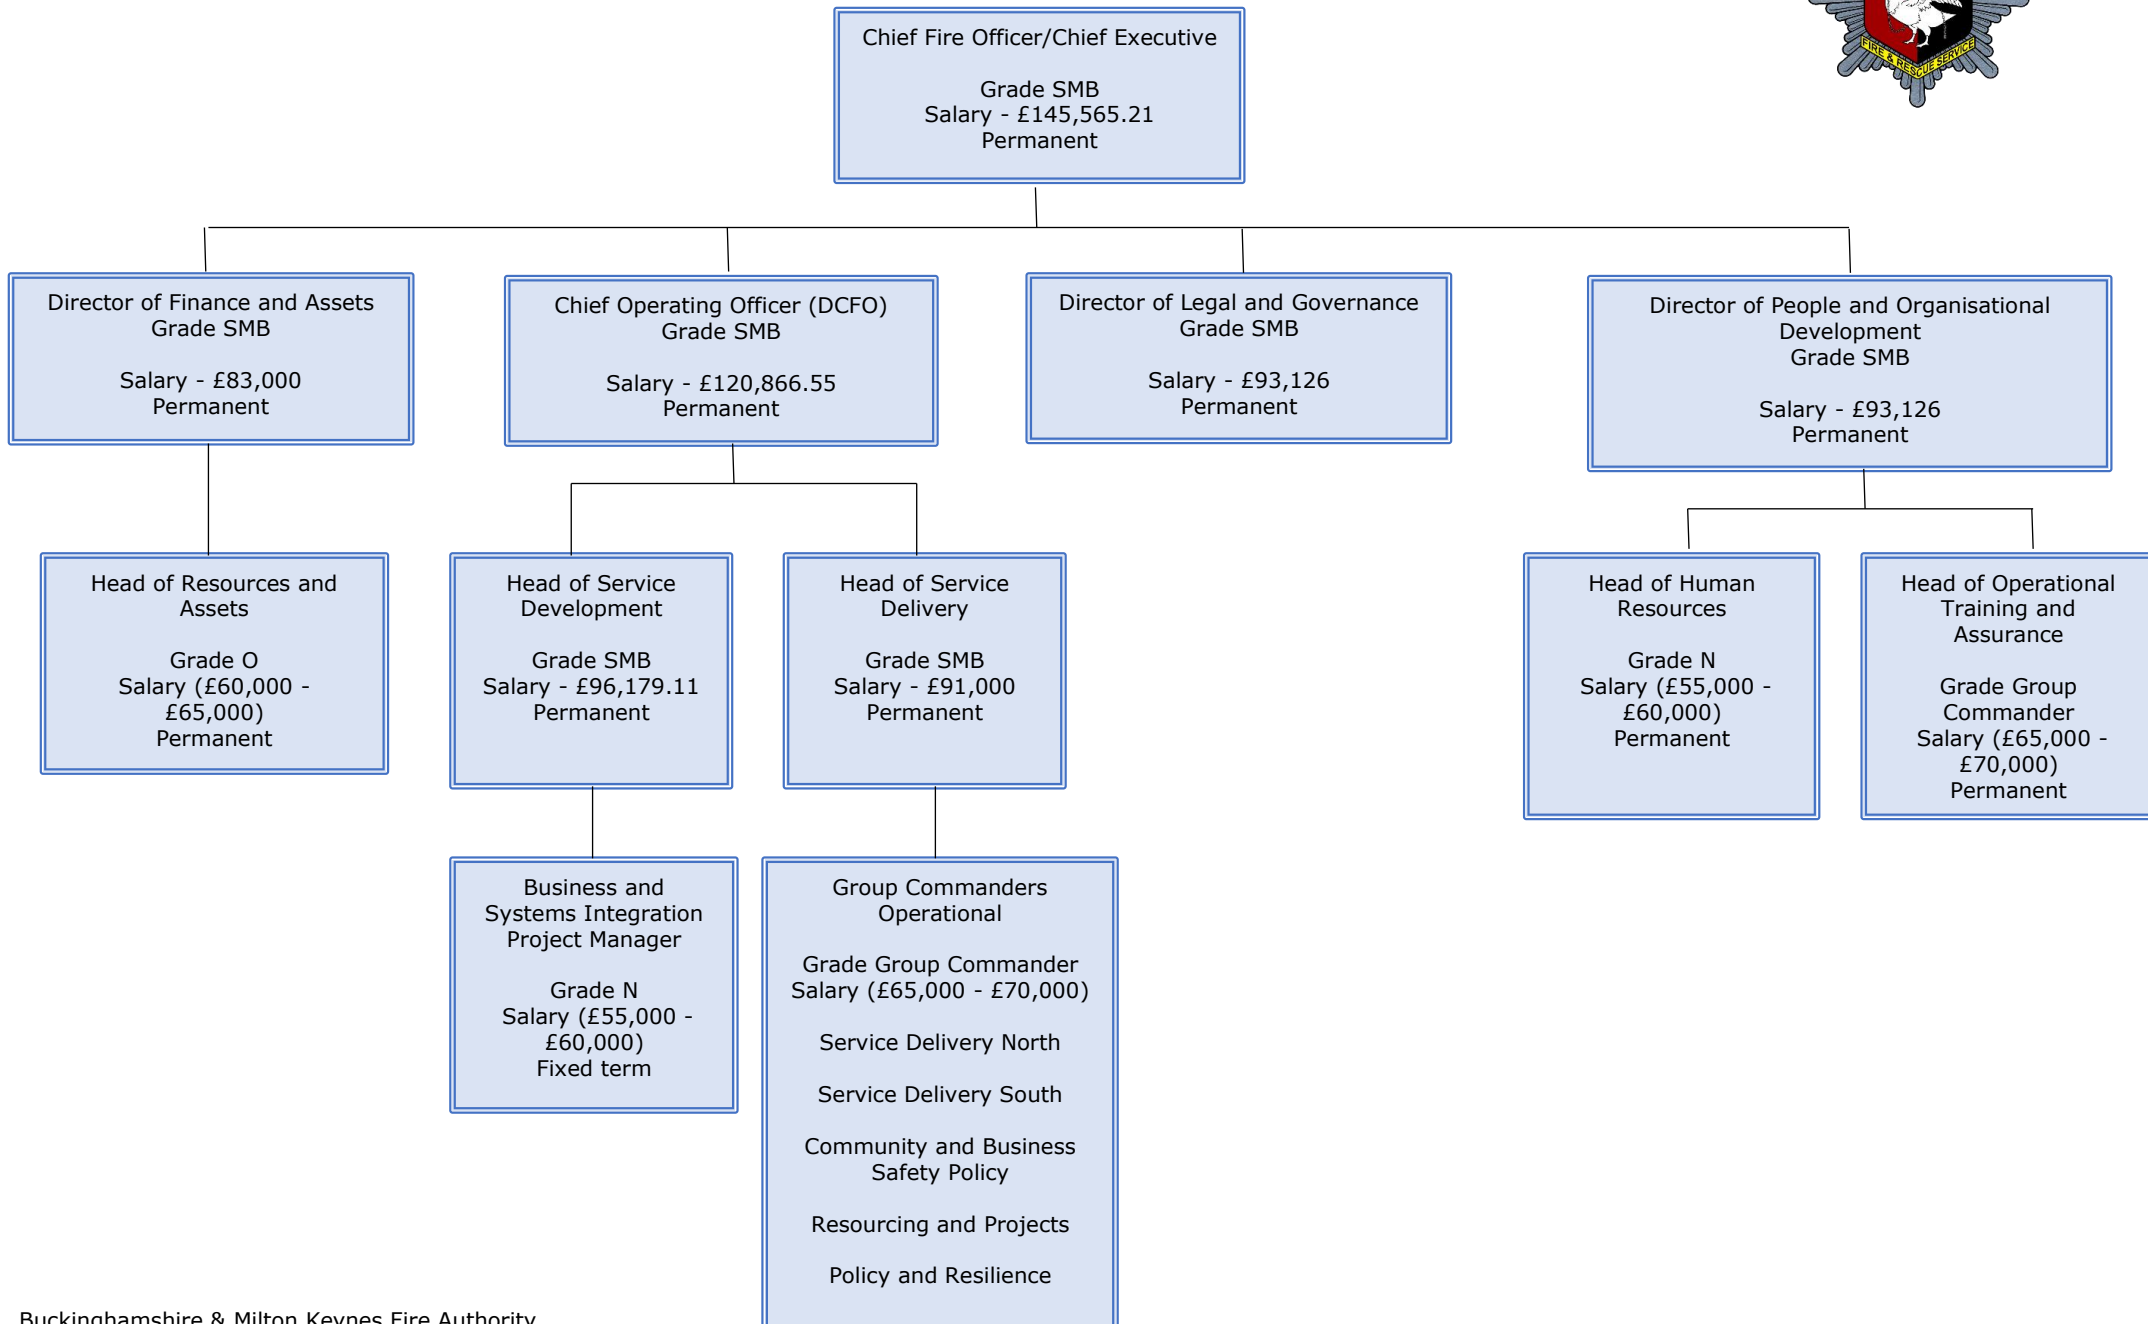 FIRE & RESCUE SERVICE
Chief Fire Officer/Chief Executive
Grade SMB
Salary - £145,565.21
Permanent
Director of Finance and Assets
Grade SMB
Salary - £83,000
Permanent
Chief Operating Officer (DCFO)
Grade SMB
Salary - £120,866.55
Permanent
Director of Legal and Governance
Grade SMB
Salary - £93,126
Permanent
Director of People and Organisational
Development
Grade SMB
Salary - £93,126
Permanent
Head of Resources and
Assets
Grade O
Salary (£60,000 -
£65,000)
Permanent
Head of Service
Development
Grade SMB
Salary - £96,179.11
Permanent
Head of Service
Delivery
Grade SMB
Salary - £91,000
Permanent
Head of Human
Resources
Grade N
Salary (£55,000 -
£60,000)
Permanent
Head of Operational
Training and
Assurance
Grade Group
Commander
Salary (£65,000 -
£70,000)
Permanent
Business and
Systems Integration
Project Manager
Grade N
Salary (£55,000 -
£60,000)
Fixed term
Group Commanders
Operational
Grade Group Commander
Salary (£65,000 - £70,000)
Service Delivery North
Service Delivery South
Community and Business
Safety Policy
Resourcing and Projects
Policy and Resilience
Buckinghamshire & Milton Keynes Fire Authority